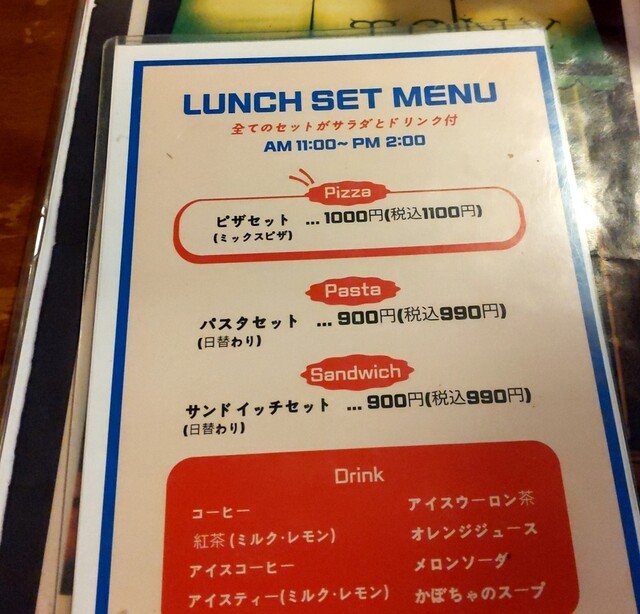 LUNCH SET MENU
全てのセットがサラダとドリンク付
AM 11:00~ PM 2:00
Pizza
ピザセット ... 1000円(税込1100円)
(ミックスピザ)
Pasta
パスタセット ... 900円(税込990円)
(日替わり)
Sandwich
サンドイッチセット ... 900円(税込990円)
(日替わり)
Drink
コーヒー
紅茶(ミルク・レモン)
アイスコーヒー
アイスティー(ミルク・レモン)
アイスウーロン茶
オレンジジュース
メロンソーダ
かぼちゃのスープ